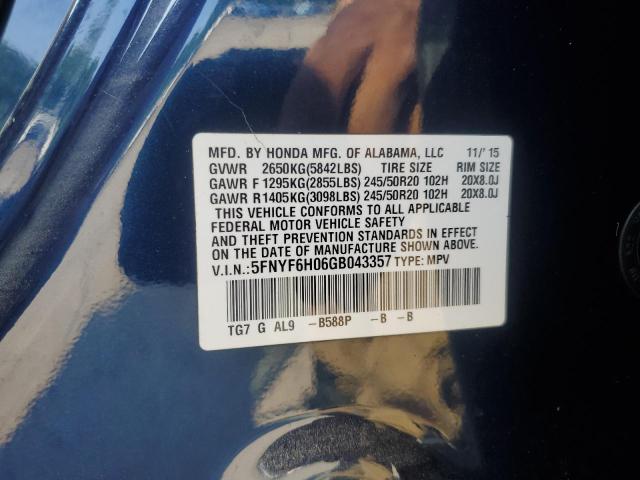 MFD. BY HONDA MFG. OF ALABAMA, LLC 11/'15
GVWR 2650KG(5842LBS) TIRE SIZE RIM SIZE
GAWR F 1295KG(2855LBS) 245/50R20 102H 20X8.0J
GAWR R1405KG(3098LBS) 245/50R20 102H 20X8.0J
THIS VEHICLE CONFORMS TO ALL APPLICABLE
FEDERAL MOTOR VEHICLE SAFETY
AND THEFT PREVENTION STANDARDS IN EFFECT
ON THE DATE OF MANUFACTURE SHOWN ABOVE.
V.I.N.: 5FNYF6H06GB043357 TYPE: MPV
TG7 G AL9 -B588P -B -B